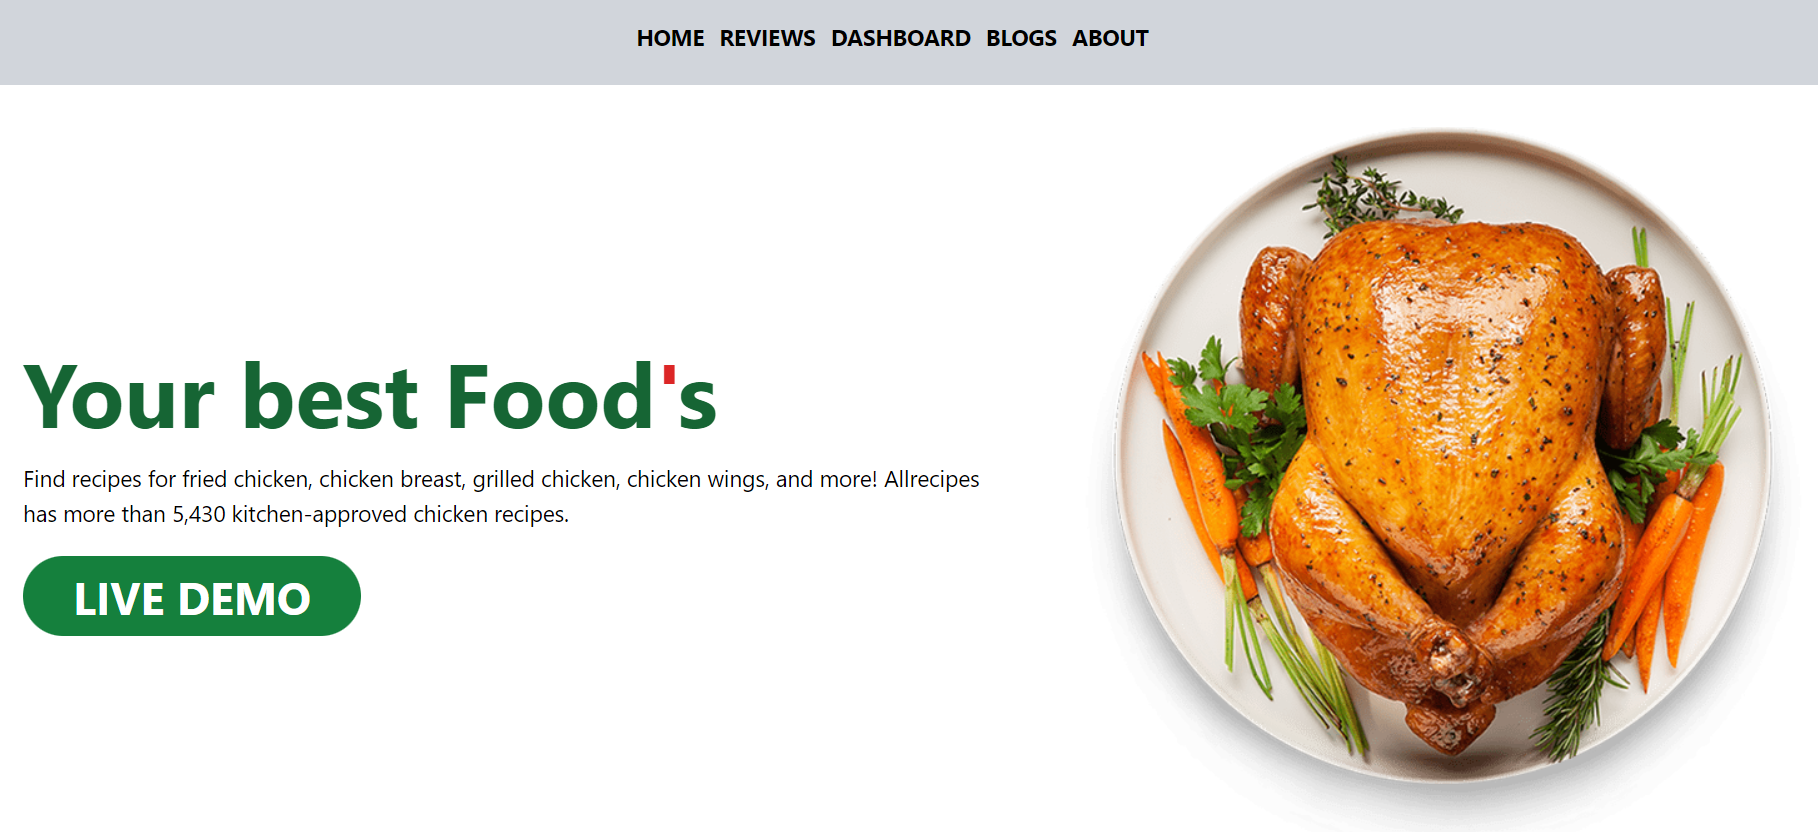 HOME REVIEWS DASHBOARD BLOGS ABOUT
Your best Food's
Find recipes for fried chicken, chicken breast, grilled chicken, chicken wings, and more! Allrecipes
has more than 5,430 kitchen-approved chicken recipes.
LIVE DEMO